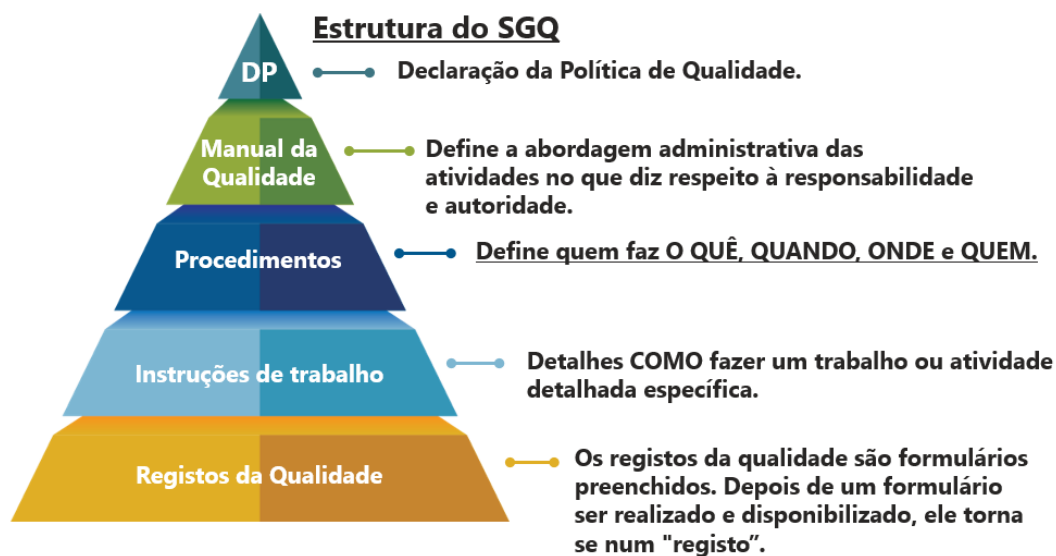 Estrutura do SGQ
DP
Declaração da Política de Qualidade.
Manual da
Qualidade
Define a abordagem administrativa das
atividades no que diz respeito à responsabilidade
e autoridade.
Procedimentos
Define quem faz O QUÊ, QUANDO, ONDE e QUEM.
Instruções de trabalho
Detalhes COMO fazer um trabalho ou atividade
detalhada específica.
Registos da Qualidade
Os registos da qualidade são formulários
preenchidos. Depois de um formulário
ser realizado e disponibilizado, ele torna
se num "registo”.